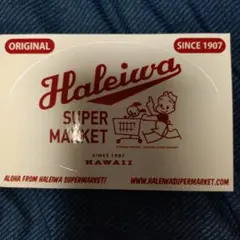 ORIGINAL
SINCE 1907
Haleiwa
SUPER
MARKET
SINCE 1907
HAWAII
ALOHA FROM HALEIWA SUPERMARKET!
WWW.HALEIWASUPERMARKET.COM